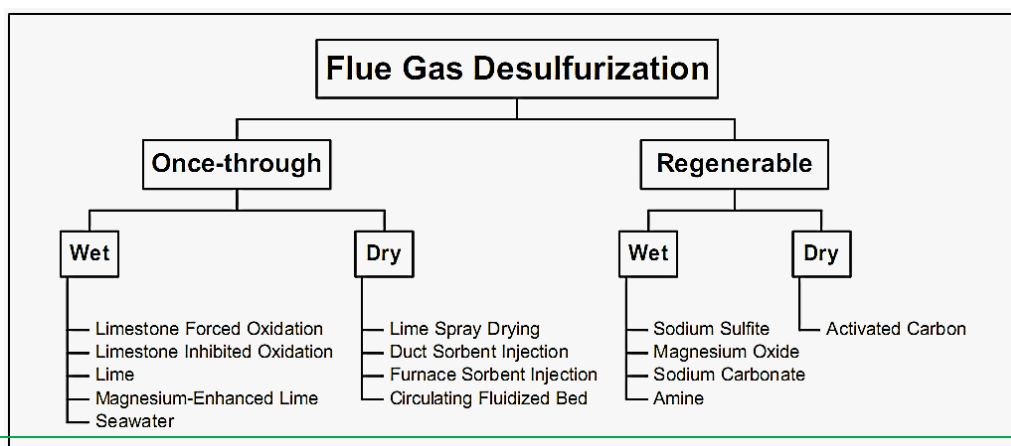 Flue Gas Desulfurization
Once-through
Regenerable
Wet
Dry
Wet
Dry
Limestone Forced Oxidation
Limestone Inhibited Oxidation
Lime
Magnesium-Enhanced Lime
Seawater
Lime Spray Drying
Duct Sorbent Injection
Furnace Sorbent Injection
Circulating Fluidized Bed
Sodium Sulfite
Magnesium Oxide
Sodium Carbonate
Amine
Activated Carbon